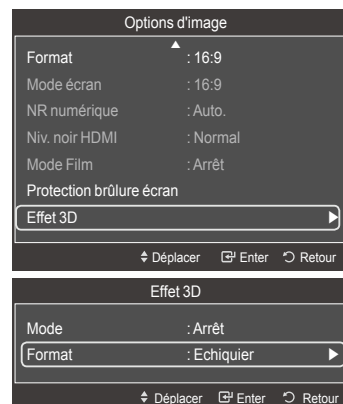 Options d'image
Format : 16:9
Mode écran : 16:9
NR numérique : Auto.
Niv. noir HDMI : Normal
Mode Film : Arrêt
Protection brûlure écran
Effet 3D
Déplacer Enter Retour
Effet 3D
Mode : Arrêt
Format : Echiquier
Déplacer Enter Retour